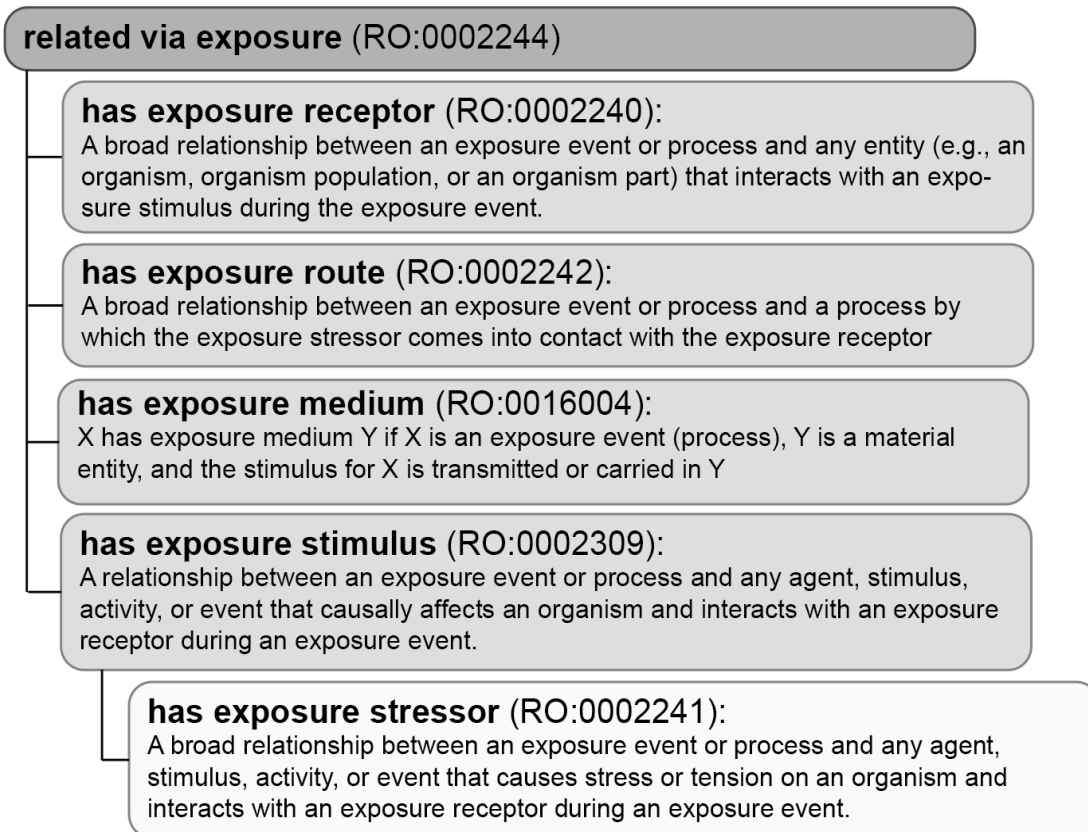 related via exposure (RO:0002244)
has exposure receptor (RO:0002240):
A broad relationship between an exposure event or process and any entity (e.g., an
organism, organism population, or an organism part) that interacts with an expo-
sure stimulus during the exposure event.
has exposure route (RO:0002242):
A broad relationship between an exposure event or process and a process by
which the exposure stressor comes into contact with the exposure receptor
has exposure medium (RO:0016004):
X has exposure medium Y if X is an exposure event (process), Y is a material
entity, and the stimulus for X is transmitted or carried in Y
has exposure stimulus (RO:0002309):
A relationship between an exposure event or process and any agent, stimulus,
activity, or event that causally affects an organism and interacts with an exposure
receptor during an exposure event.
has exposure stressor (RO:0002241):
A broad relationship between an exposure event or process and any agent,
stimulus, activity, or event that causes stress or tension on an organism and
interacts with an exposure receptor during an exposure event.